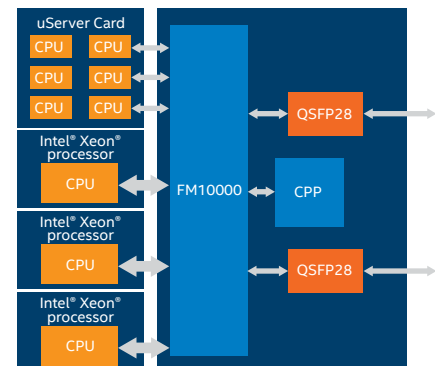 uServer Card
CPU CPU
CPU CPU
CPU CPU
Intel® Xeon®
processor
CPU
Intel® Xeon®
processor
CPU
Intel® Xeon®
processor
CPU
FM10000
QSFP28
CPP
QSFP28